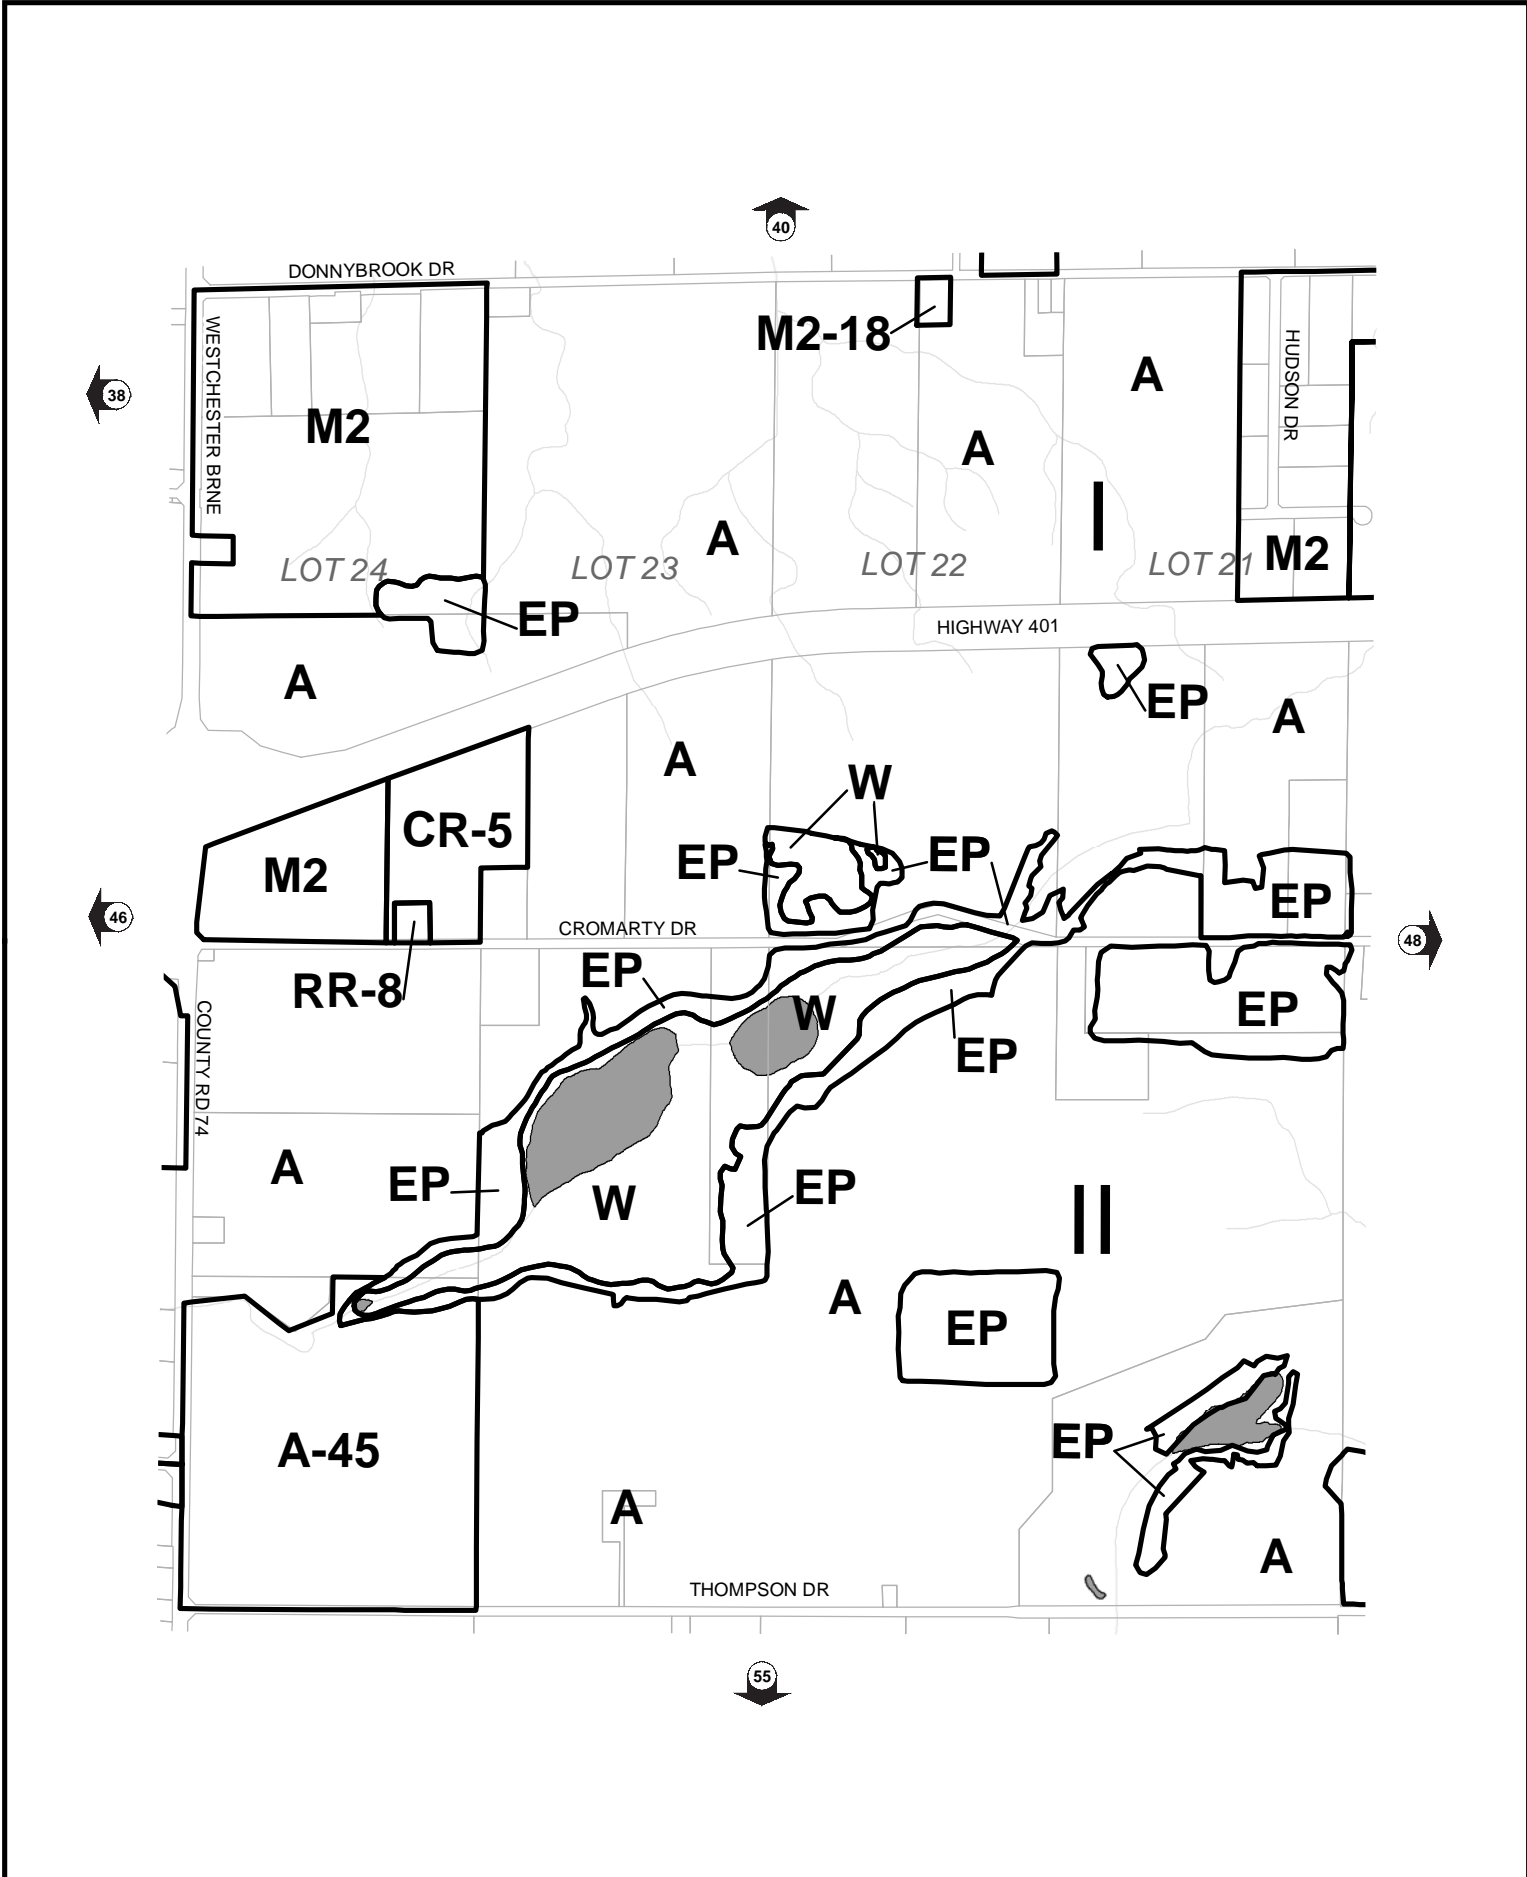 40
DONNYBROOK DR
M2-18
WESTCHESTER BRNE
HUDSON DR
A
38
M2
A
I
A
M2
LOT 24
LOT 23
LOT 22
LOT 21
EP
HIGHWAY 401
A
EP
A
A
W
CR-5
EP
EP
M2
EP
46
CROMARTY DR
48
EP
RR-8
W
EP
COUNTY RD 74
EP
A
EP
EP
W
II
A
EP
A-45
EP
A
A
THOMPSON DR
55